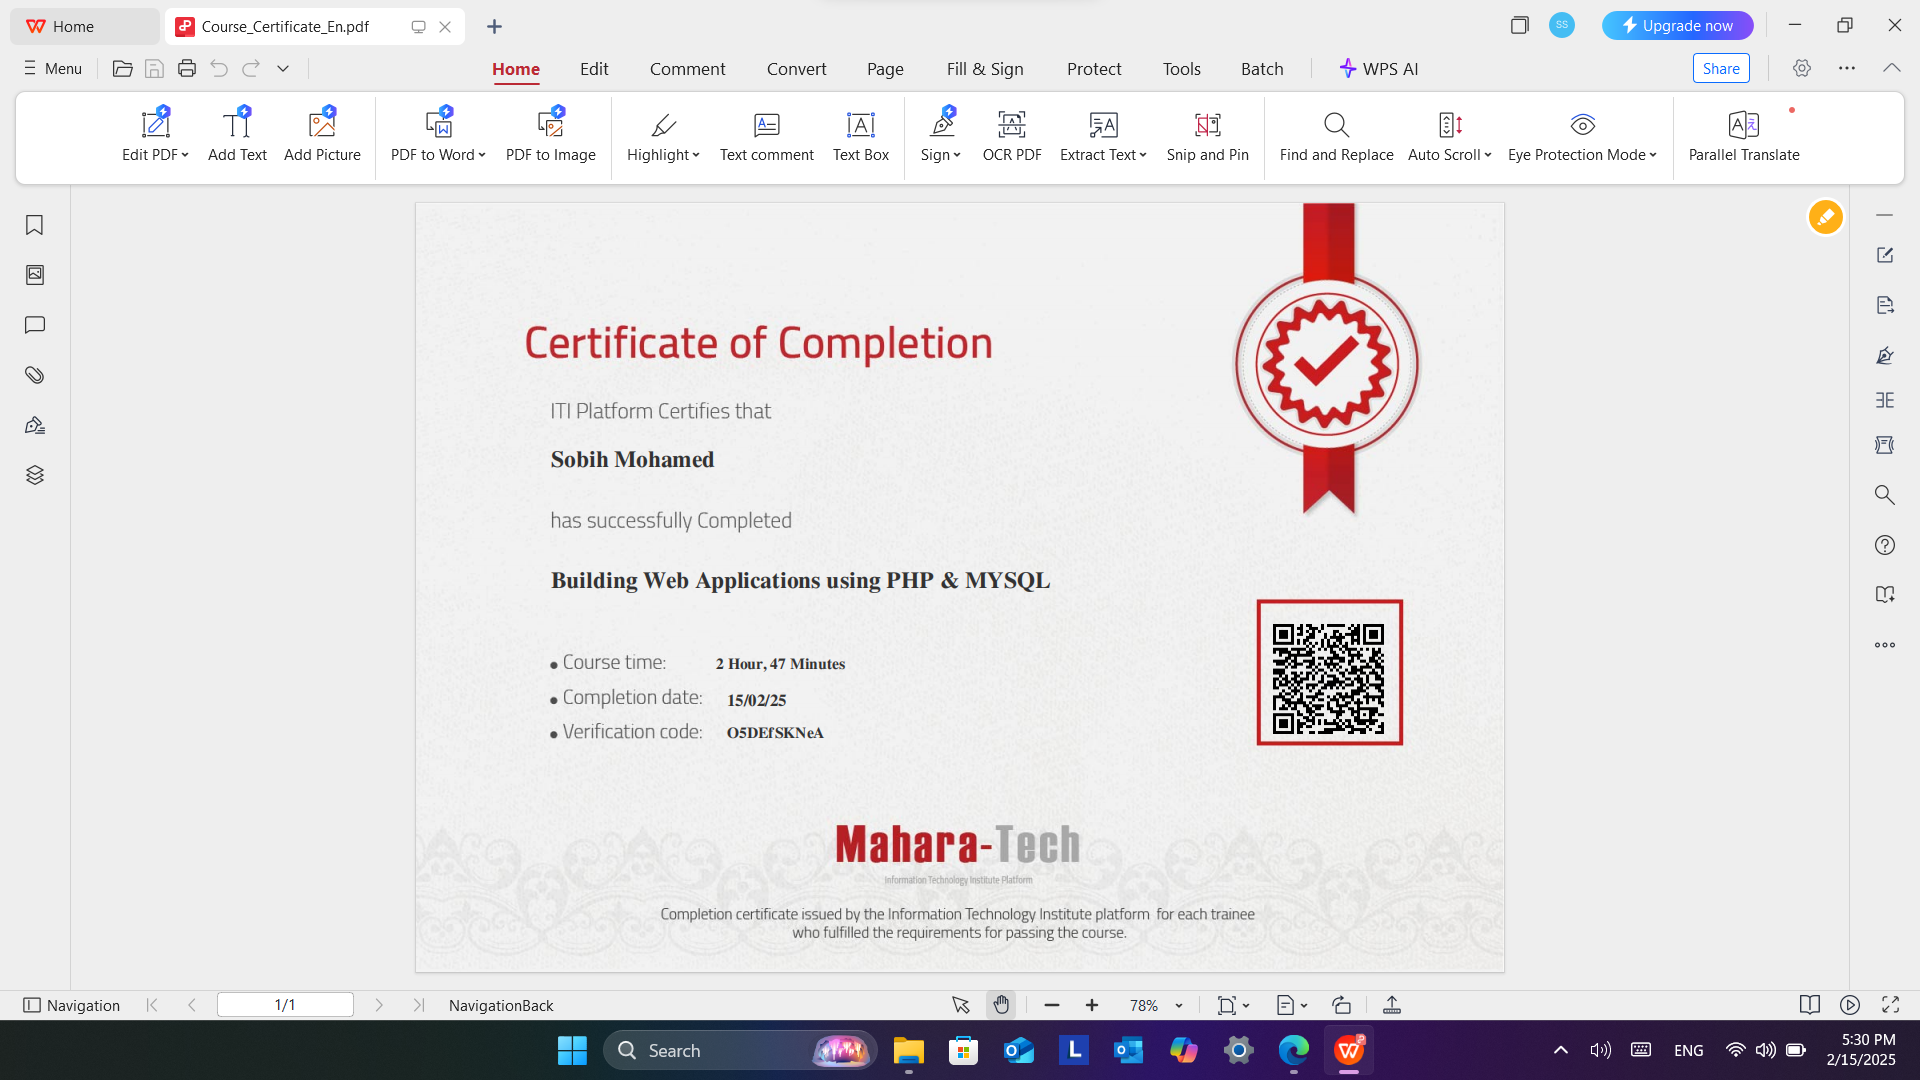 Home
Course_Certificate_En.pdf
SS
Upgrade now
Menu
Home
Edit
Comment
Convert
Page
Fill & Sign
Protect
Tools
Batch
WPS AI
Share
Edit PDF
Add Text
Add Picture
PDF to Word
PDF to Image
Highlight
Text comment
Text Box
Sign
OCR PDF
Extract Text
Snip and Pin
Find and Replace
Auto Scroll
Eye Protection Mode
Parallel Translate
Certificate of Completion
ITI Platform Certifies that
Sobih Mohamed
has successfully Completed
Building Web Applications using PHP & MYSQL
Course time: 2 Hour, 47 Minutes
Completion date: 15/02/25
Verification code: O5DEfSKNeA
Mahara-Tech
Information Technology Institute Platform
Completion certificate issued by the Information Technology Institute platform for each trainee
who fulfilled the requirements for passing the course.
Navigation
1/1
NavigationBack
78%
Search
ENG
5:30 PM
2/15/2025